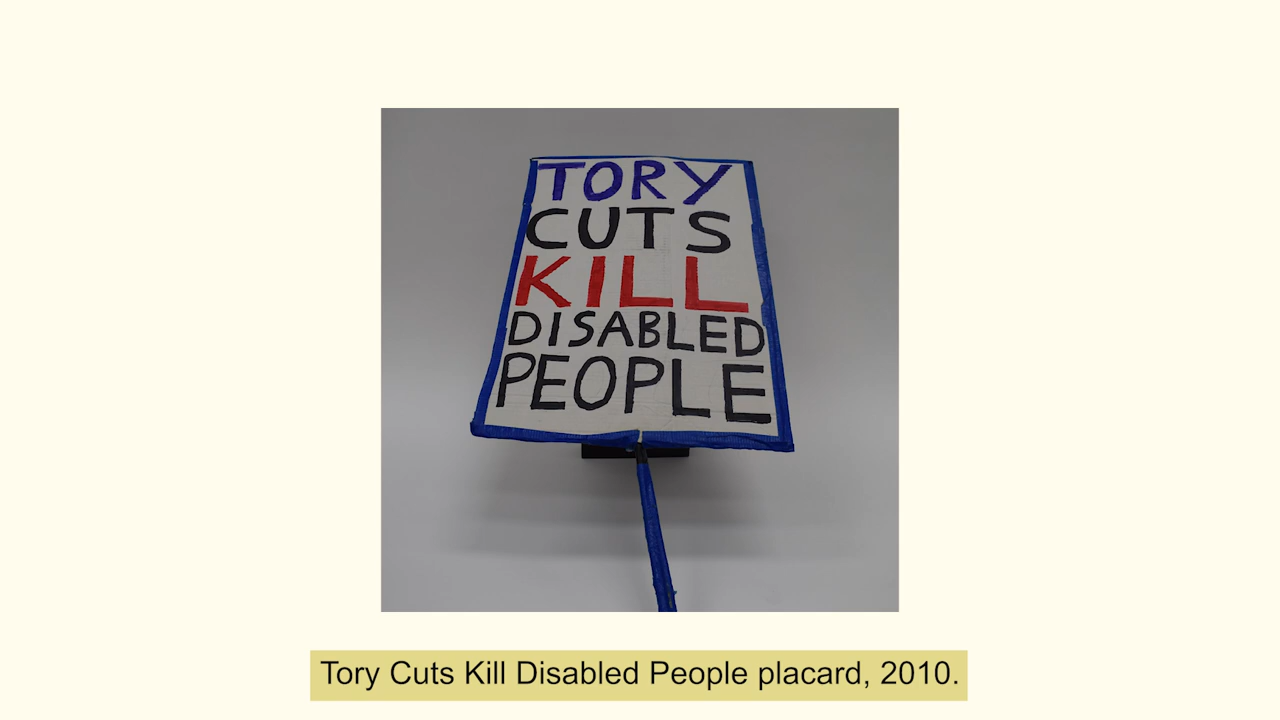 TORY
CUTS
KILL
DISABLED
PEOPLE
Tory Cuts Kill Disabled People placard, 2010.